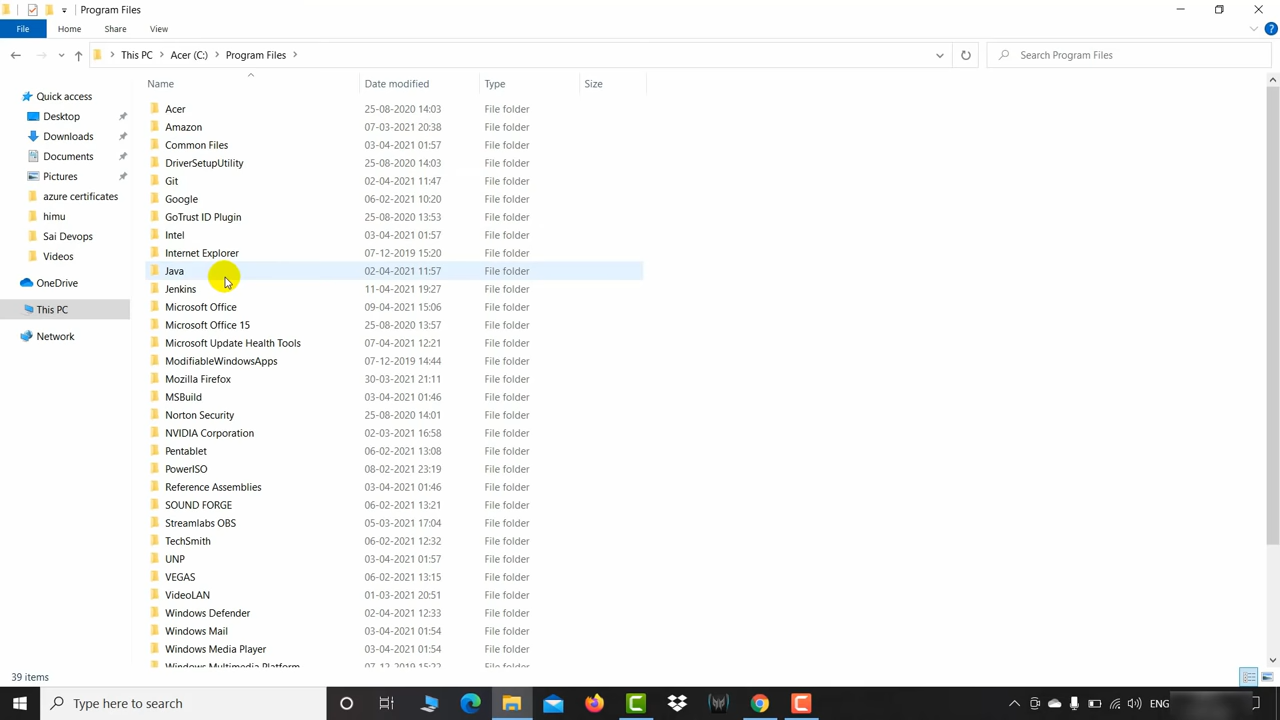 Program Files
File Home Share View
This PC Acer (C:) Program Files
Search Program Files
Name Date modified Type Size
Quick access
Desktop
Downloads
Documents
Pictures
azure certificates
himu
Sai Devops
Videos
OneDrive
This PC
Network
Acer 25-08-2020 14:03 File folder
Amazon 07-03-2021 20:38 File folder
Common Files 03-04-2021 01:57 File folder
DriverSetupUtility 25-08-2020 14:03 File folder
Git 02-04-2021 11:47 File folder
Google 06-02-2021 10:20 File folder
GoTrust ID Plugin 25-08-2020 13:53 File folder
Intel 03-04-2021 01:57 File folder
Internet Explorer 07-12-2019 15:20 File folder
Java 02-04-2021 11:57 File folder
Jenkins 11-04-2021 19:27 File folder
Microsoft Office 09-04-2021 15:06 File folder
Microsoft Office 15 25-08-2020 13:57 File folder
Microsoft Update Health Tools 07-04-2021 12:21 File folder
ModifiableWindowsApps 07-12-2019 14:44 File folder
Mozilla Firefox 30-03-2021 21:11 File folder
MSBuild 03-04-2021 01:46 File folder
Norton Security 25-08-2020 14:01 File folder
NVIDIA Corporation 02-03-2021 16:58 File folder
Pentablet 06-02-2021 13:08 File folder
PowerISO 08-02-2021 23:19 File folder
Reference Assemblies 03-04-2021 01:46 File folder
SOUND FORGE 06-02-2021 13:21 File folder
Streamlabs OBS 05-03-2021 17:04 File folder
TechSmith 06-02-2021 12:32 File folder
UNP 03-04-2021 01:57 File folder
VEGAS 06-02-2021 13:15 File folder
VideoLAN 01-03-2021 20:51 File folder
Windows Defender 02-04-2021 12:33 File folder
Windows Mail 03-04-2021 01:54 File folder
Windows Media Player 03-04-2021 01:54 File folder
Windows Multimedia Platform 07-12-2019 15:22 File folder
39 items
Type here to search
ENG